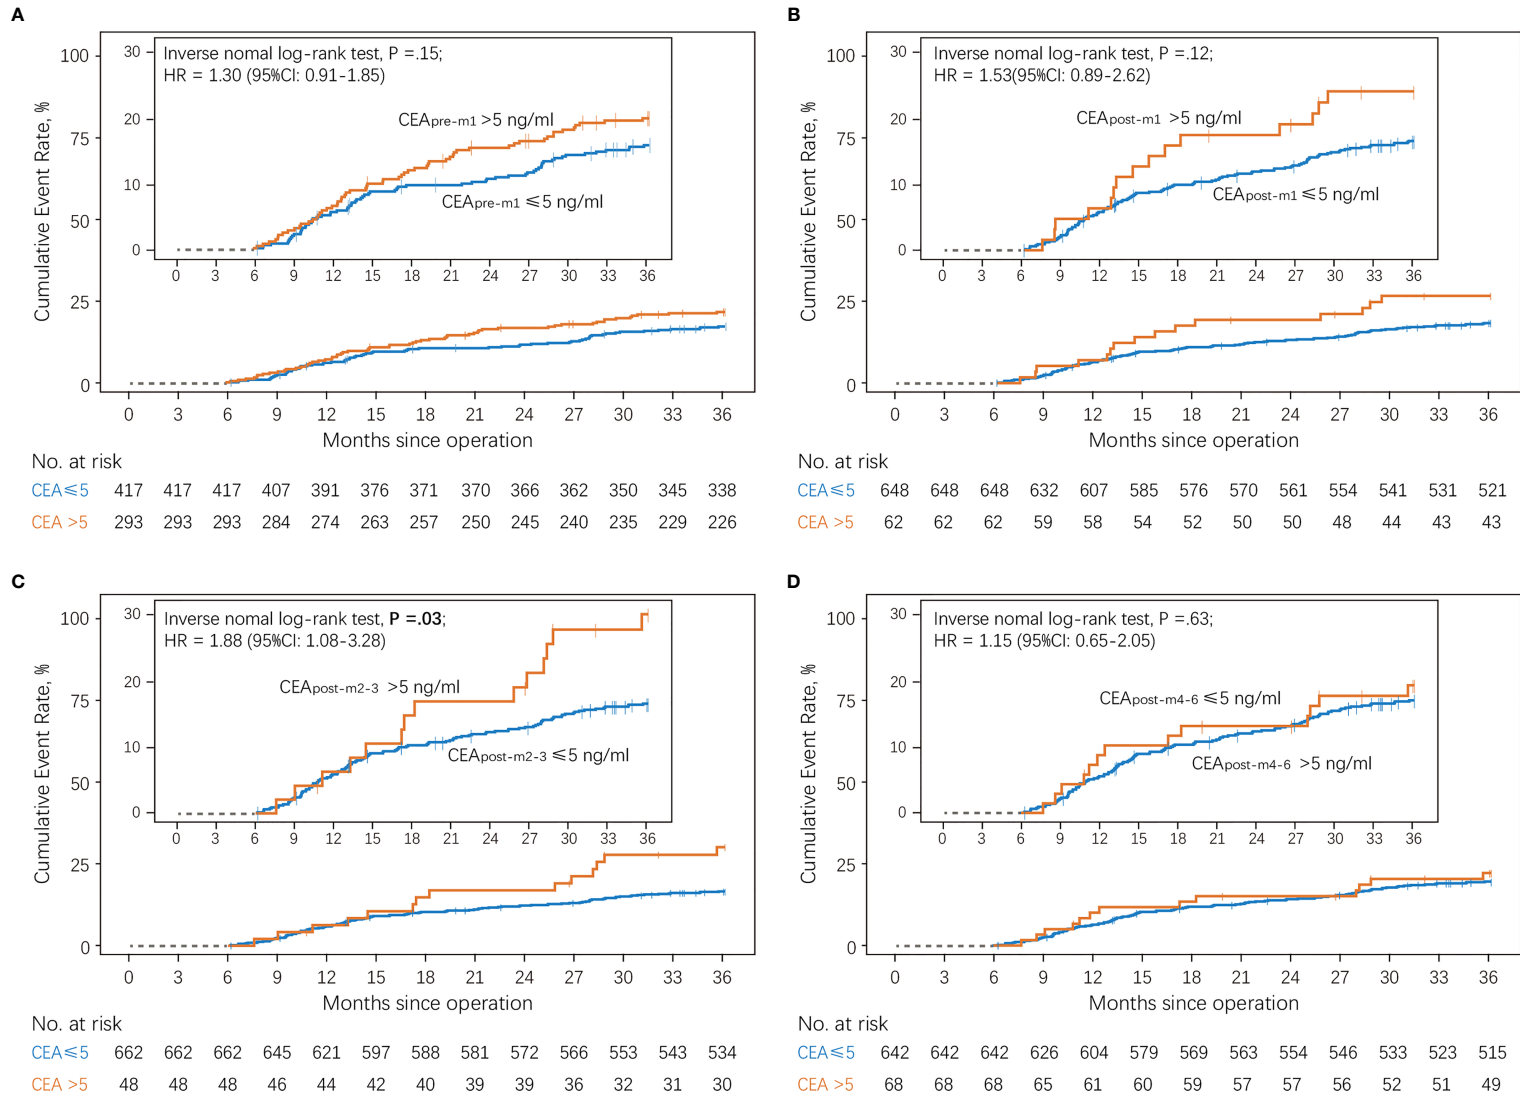 A
Cumulative Event Rate, %
100
75
50
25
0
30
20
10
0
Inverse nomal log-rank test, P =.15;
HR = 1.30 (95%CI: 0.91-1.85)
CEApre-m1 >5 ng/ml
CEApre-m1 ≤5 ng/ml
0 3 6 9 12 15 18 21 24 27 30 33 36
0 3 6 9 12 15 18 21 24 27 30 33 36
Months since operation
No. at risk
CEA≤5 417 417 417 407 391 376 371 370 366 362 350 345 338
CEA >5 293 293 293 284 274 263 257 250 245 240 235 229 226
B
Cumulative Event Rate, %
100
75
50
25
0
30
20
10
0
Inverse nomal log-rank test, P =.12;
HR = 1.53(95%CI: 0.89-2.62)
CEApost-m1 >5 ng/ml
CEApost-m1 ≤5 ng/ml
0 3 6 9 12 15 18 21 24 27 30 33 36
0 3 6 9 12 15 18 21 24 27 30 33 36
Months since operation
No. at risk
CEA≤5 648 648 648 632 607 585 576 570 561 554 541 531 521
CEA >5 62 62 62 59 58 54 52 50 50 48 44 43 43
C
Cumulative Event Rate, %
100
75
50
25
0
30
20
10
0
Inverse nomal log-rank test, P =.03;
HR = 1.88 (95%CI: 1.08-3.28)
CEApost-m2-3 >5 ng/ml
CEApost-m2-3 ≤5 ng/ml
0 3 6 9 12 15 18 21 24 27 30 33 36
0 3 6 9 12 15 18 21 24 27 30 33 36
Months since operation
No. at risk
CEA≤5 662 662 662 645 621 597 588 581 572 566 553 543 534
CEA >5 48 48 48 46 44 42 40 39 39 36 32 31 30
D
Cumulative Event Rate, %
100
75
50
25
0
30
20
10
0
Inverse nomal log-rank test, P =.63;
HR = 1.15 (95%CI: 0.65-2.05)
CEApost-m4-6 ≤5 ng/ml
CEApost-m4-6 >5 ng/ml
0 3 6 9 12 15 18 21 24 27 30 33 36
0 3 6 9 12 15 18 21 24 27 30 33 36
Months since operation
No. at risk
CEA≤5 642 642 642 626 604 579 569 563 554 546 533 523 515
CEA >5 68 68 68 65 61 60 59 57 57 56 52 51 49